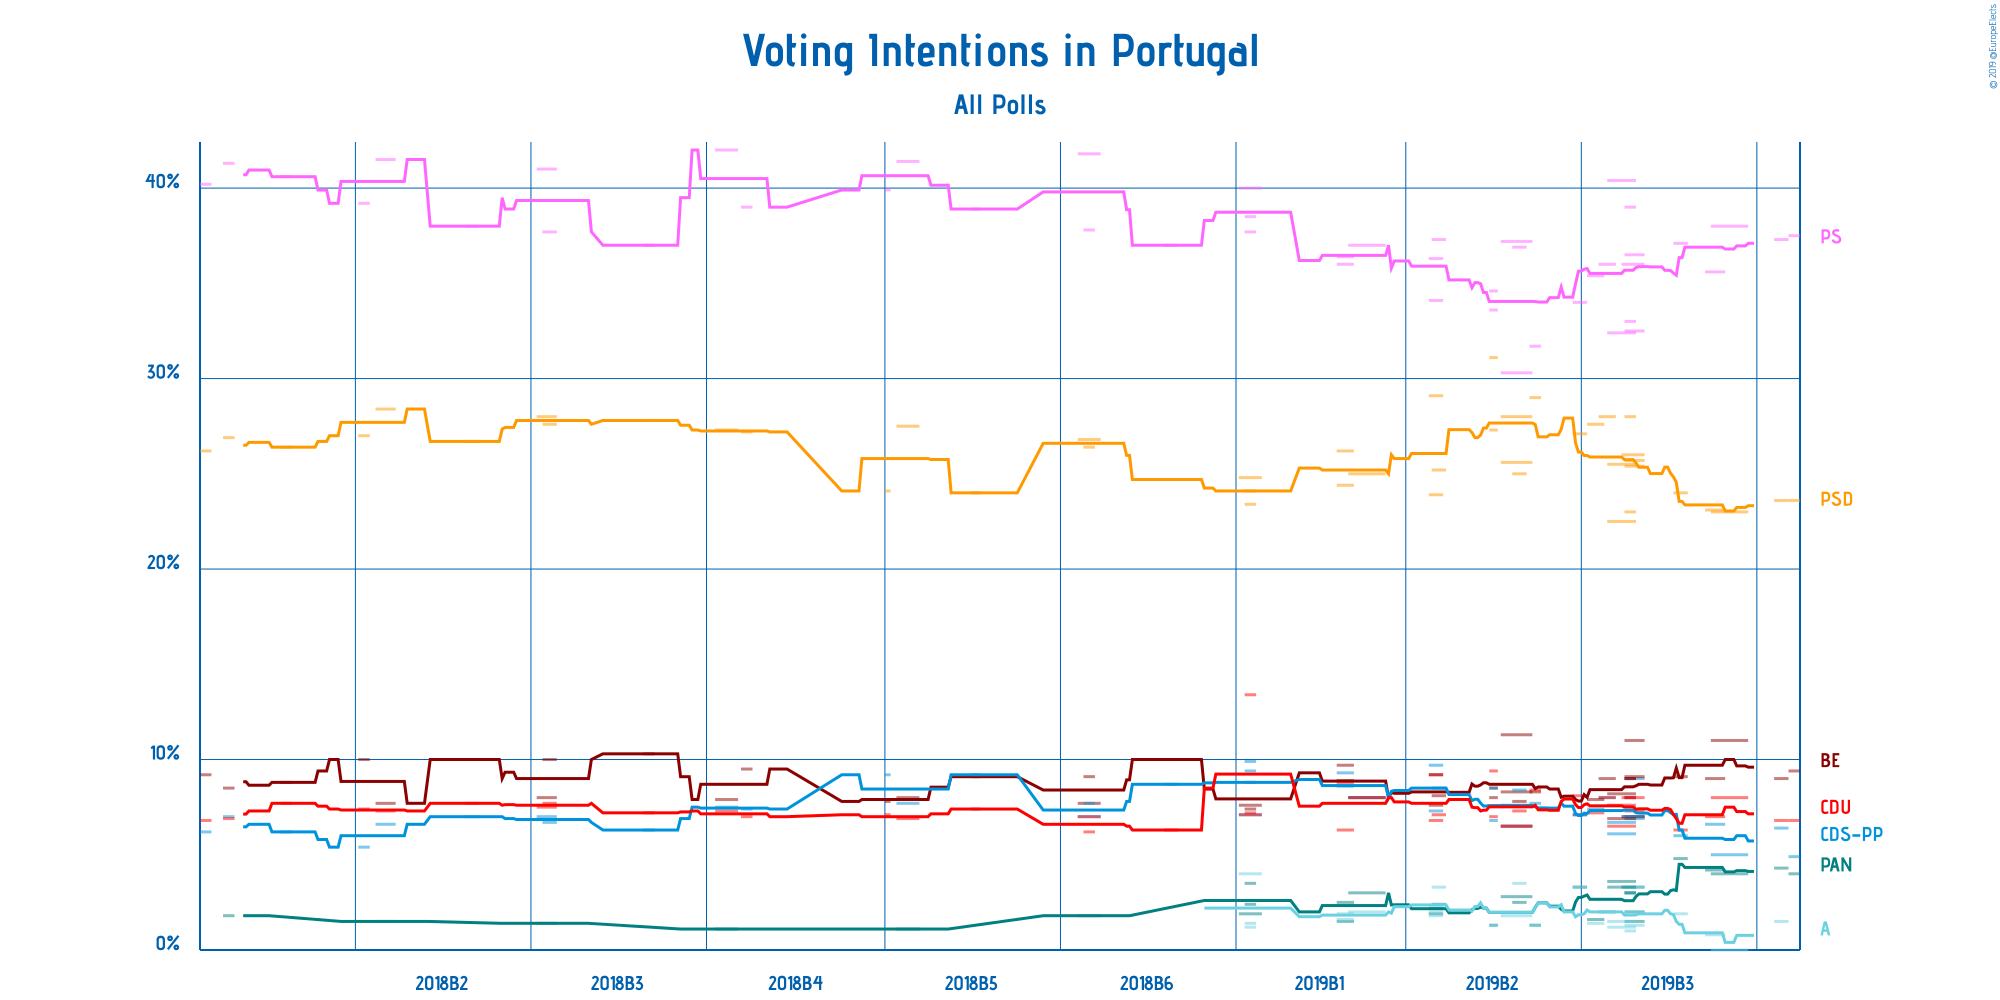 Voting Intentions in Portugal
All Polls
© 2019 @EuropeElects
40%
30%
20%
10%
0%
PS
PSD
BE
CDU
CDS-PP
PAN
A
2018B2 2018B3 2018B4 2018B5 2018B6 2019B1 2019B2 2019B3